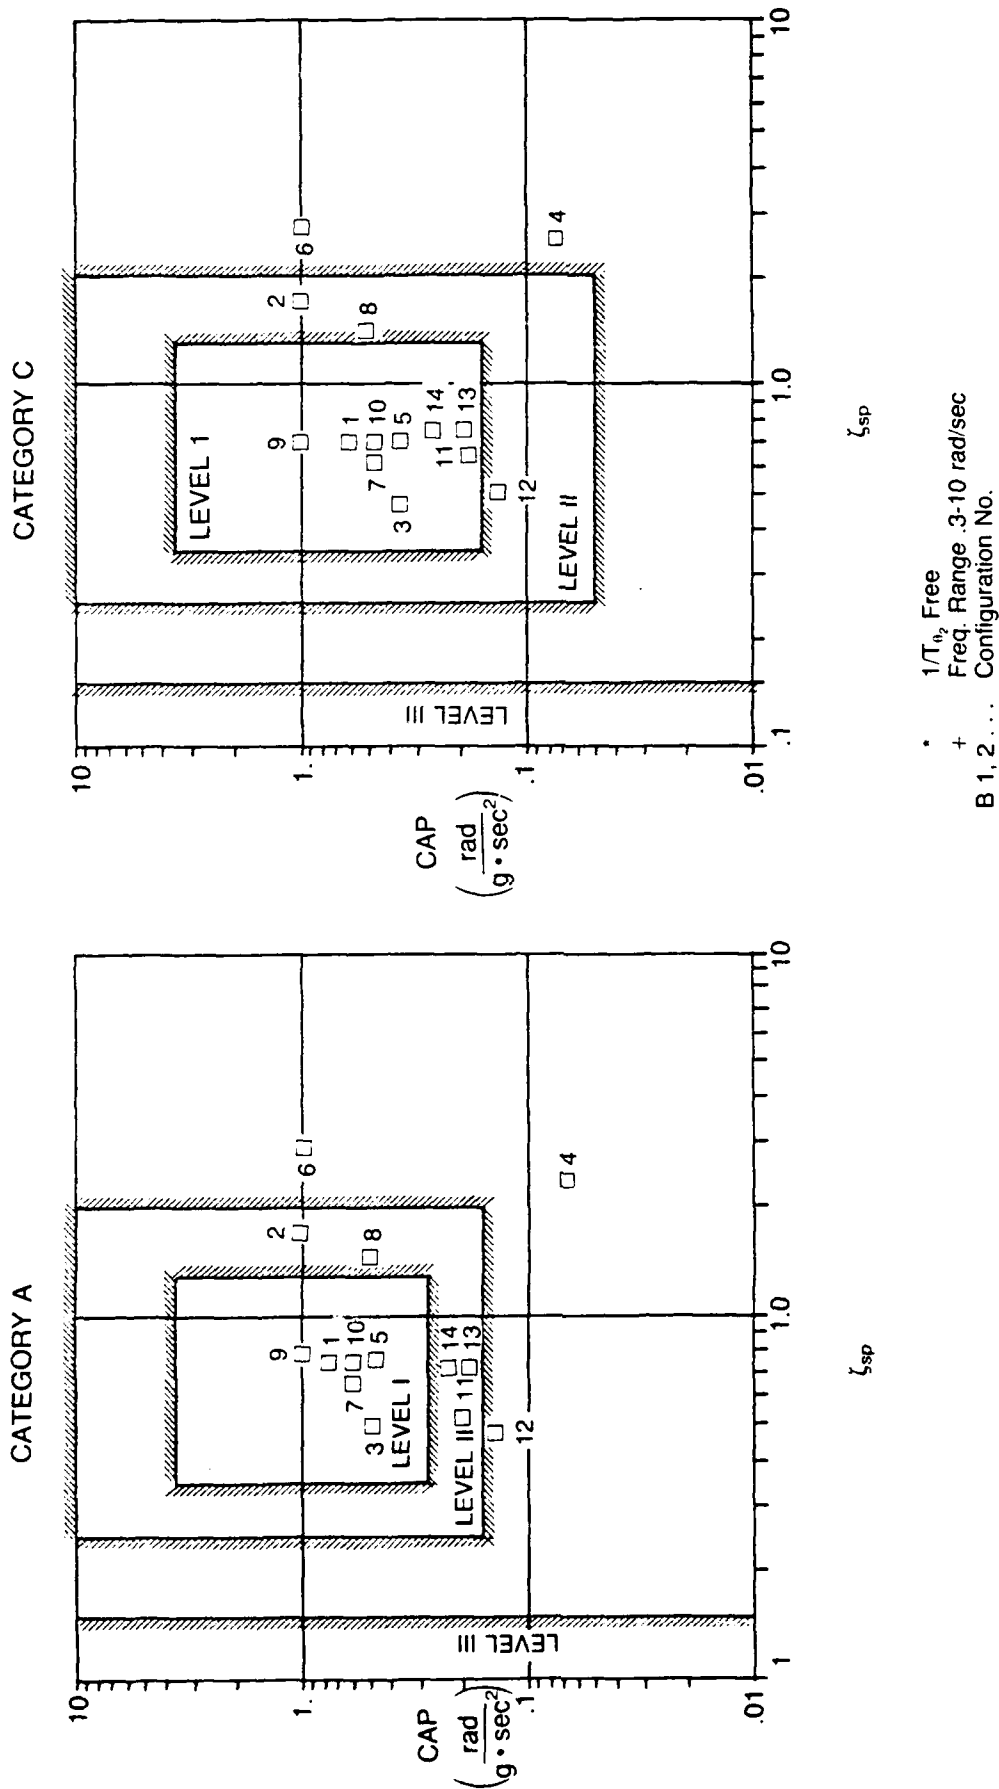 CATEGORY A
10
1.
.1
.01
CAP
(rad / g • sec²)
LEVEL III
LEVEL II
LEVEL I
9
1
7
10
3
5
2
8
6
14
11
13
12
4
1
1.0
10
ζsp
CATEGORY C
10
1.
.1
.01
CAP
(rad / g • sec²)
LEVEL III
LEVEL II
LEVEL 1
9
1
7
10
3
5
2
8
6
14
11
13
12
4
.1
1.0
10
ζsp
* 1/Tθ₂ Free
+ Freq. Range .3-10 rad/sec
B 1, 2 . . . Configuration No.